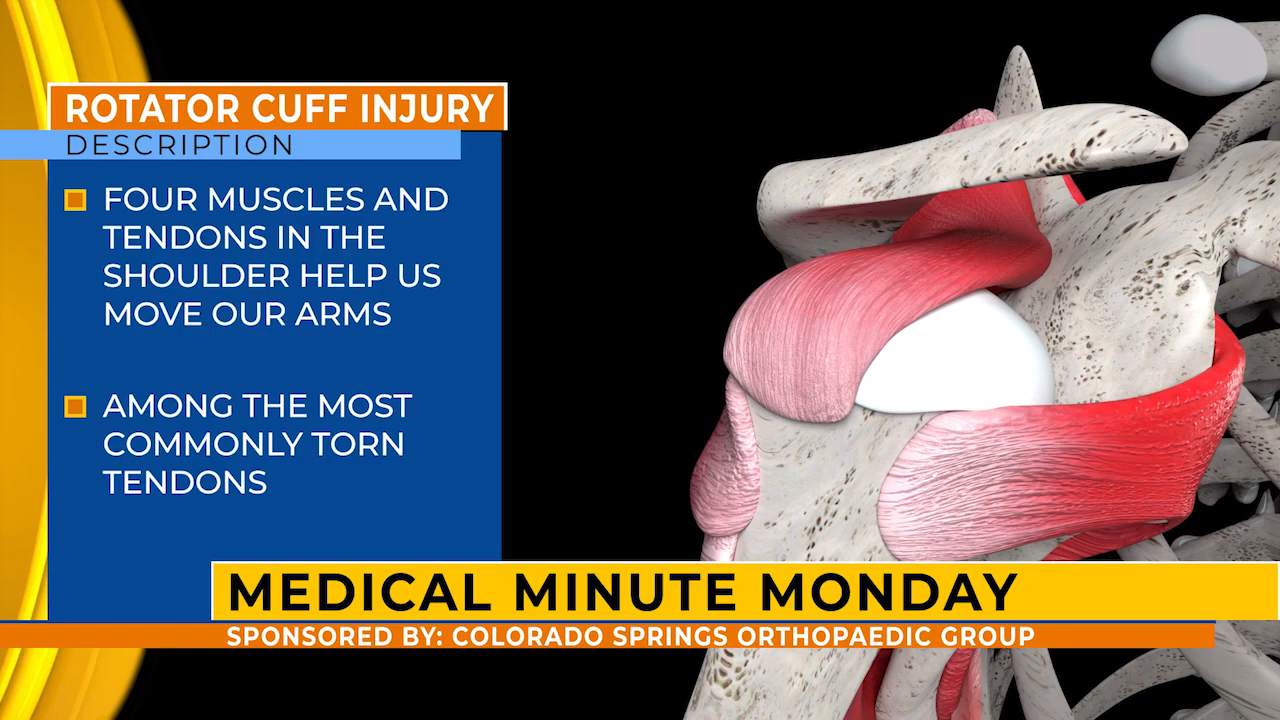 ROTATOR CUFF INJURY
DESCRIPTION
FOUR MUSCLES AND
TENDONS IN THE
SHOULDER HELP US
MOVE OUR ARMS
AMONG THE MOST
COMMONLY TORN
TENDONS
MEDICAL MINUTE MONDAY
SPONSORED BY: COLORADO SPRINGS ORTHOPAEDIC GROUP